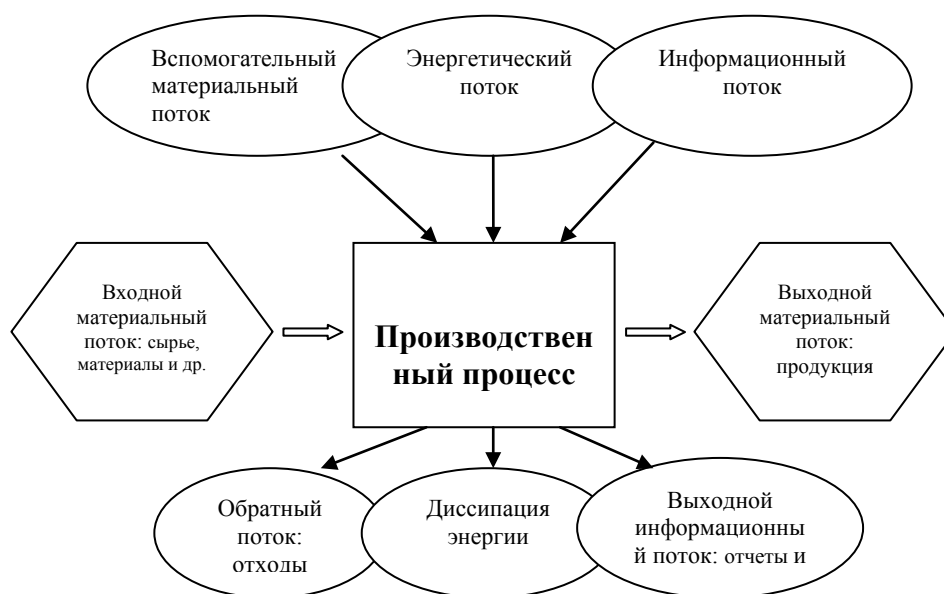 Вспомогательный
материальный
поток
Энергетический
поток
Информационный
поток
Входной
материальный
поток: сырье,
материалы и др.
Производствен
ный процесс
Выходной
материальный
поток:
продукция
Обратный
поток:
отходы
Диссипация
энергии
Выходной
информационны
й поток: отчеты и